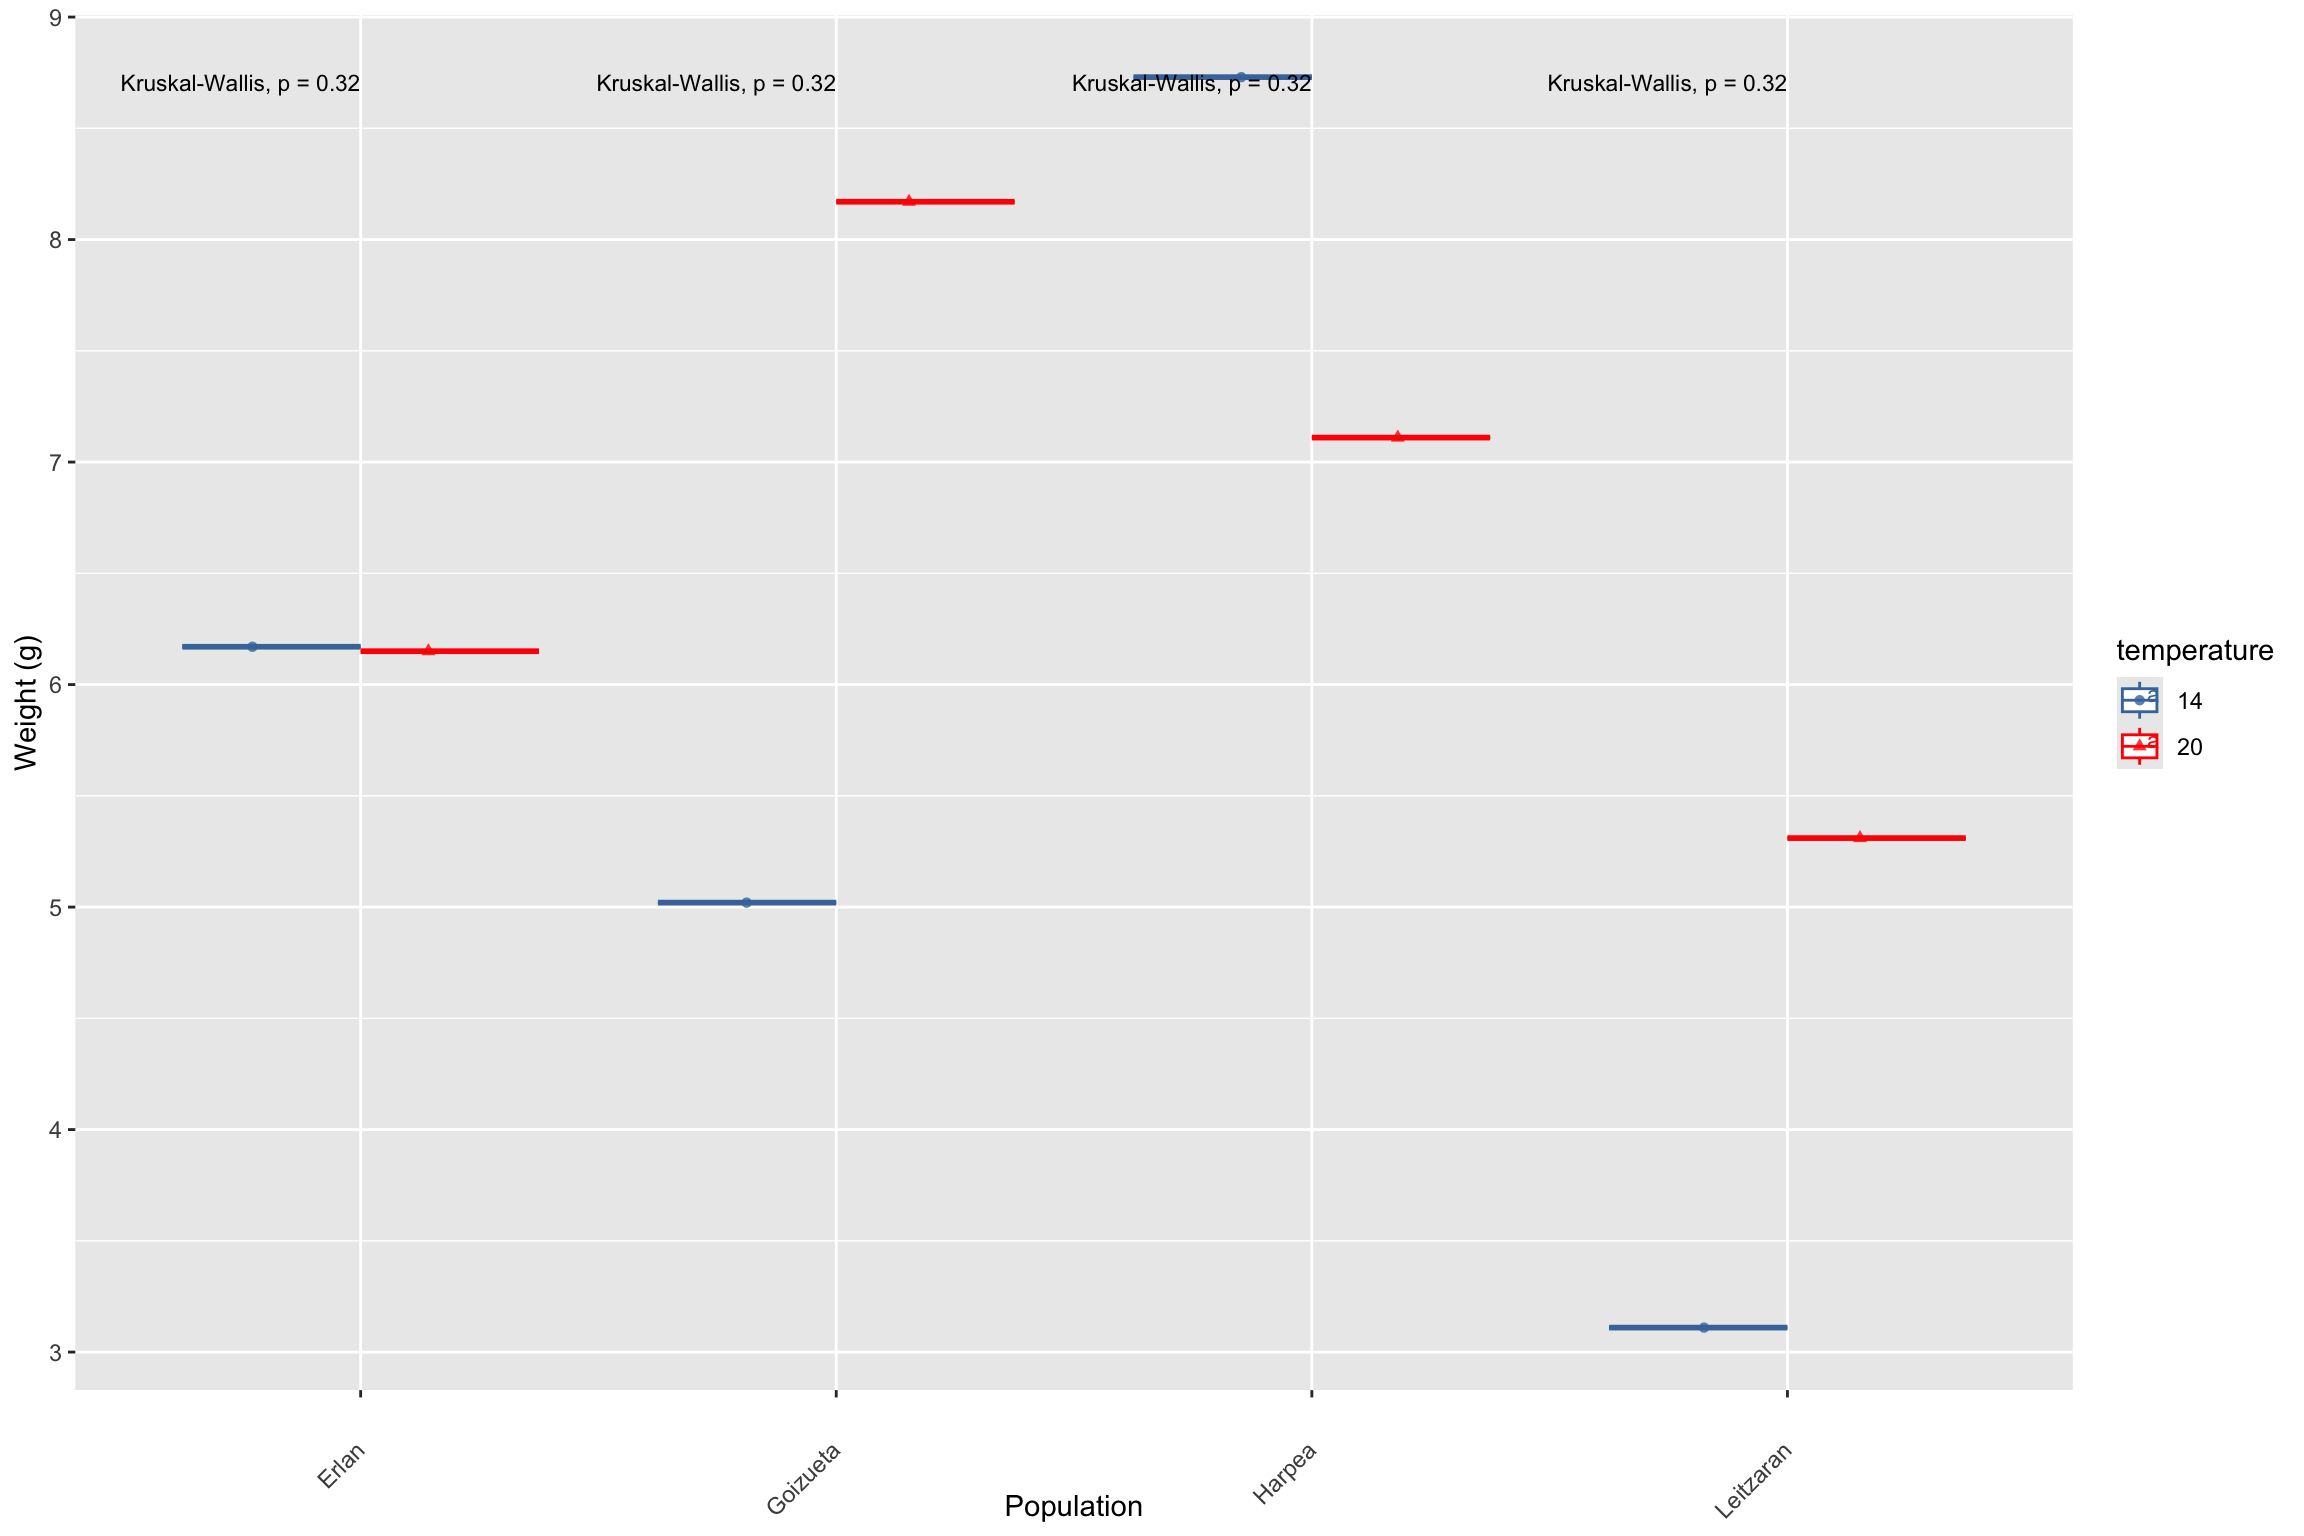 9
Kruskal-Wallis, p = 0.32 Kruskal-Wallis, p = 0.32 Kruskal-Wallis, p = 0.32 Kruskal-Wallis, p = 0.32
8
7
6
5
4
3
Weight (g)
Erlan Goizueta Harpea Leitzaran
Population
temperature
a 14
a 20